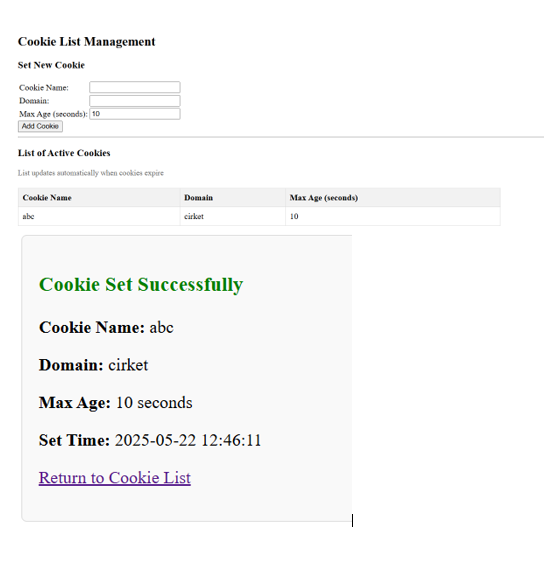 Cookie List Management
Set New Cookie
Cookie Name:
Domain:
Max Age (seconds): 10
Add Cookie
List of Active Cookies
List updates automatically when cookies expire
Cookie Name Domain Max Age (seconds)
abc cirket 10
Cookie Set Successfully
Cookie Name: abc
Domain: cirket
Max Age: 10 seconds
Set Time: 2025-05-22 12:46:11
Return to Cookie List